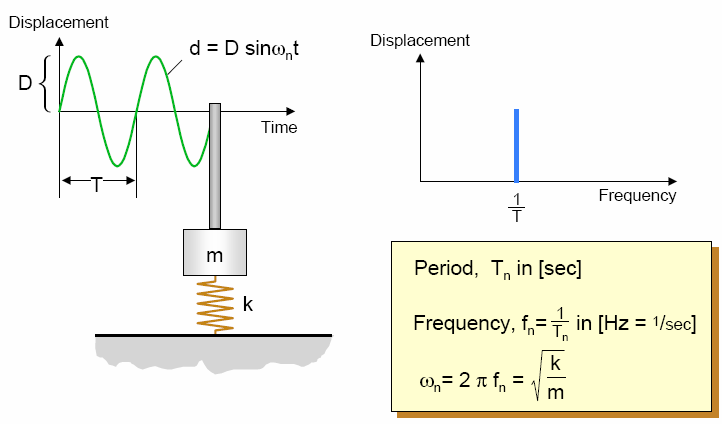 Displacement
d = D sinωₙt
D
Time
T
m
k
Displacement
Frequency
1/T
Period, Tₙ in [sec]
Frequency, fₙ= 1/Tₙ in [Hz = 1/sec]
ωₙ= 2 π fₙ = √(k/m)